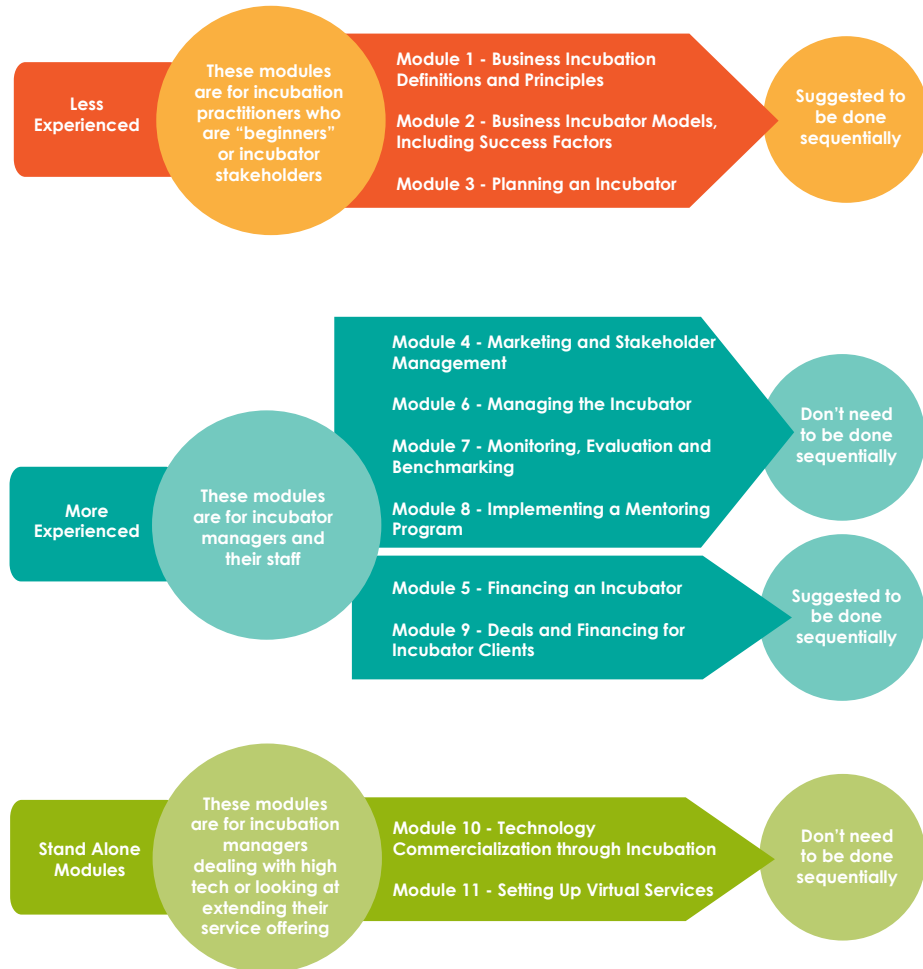 Less
Experienced
These modules
are for incubation
practitioners who
are “beginners”
or incubator
stakeholders
Module 1 - Business Incubation
Definitions and Principles
Module 2 - Business Incubator Models,
Including Success Factors
Module 3 - Planning an Incubator
Suggested to
be done
sequentially
More
Experienced
These modules
are for incubator
managers and
their staff
Module 4 - Marketing and Stakeholder
Management
Module 6 - Managing the Incubator
Module 7 - Monitoring, Evaluation and
Benchmarking
Module 8 - Implementing a Mentoring
Program
Don’t need
to be done
sequentially
Module 5 - Financing an Incubator
Module 9 - Deals and Financing for
Incubator Clients
Suggested to
be done
sequentially
Stand Alone
Modules
These modules
are for incubation
managers
dealing with high
tech or looking at
extending their
service offering
Module 10 - Technology
Commercialization through Incubation
Module 11 - Setting Up Virtual Services
Don’t need
to be done
sequentially